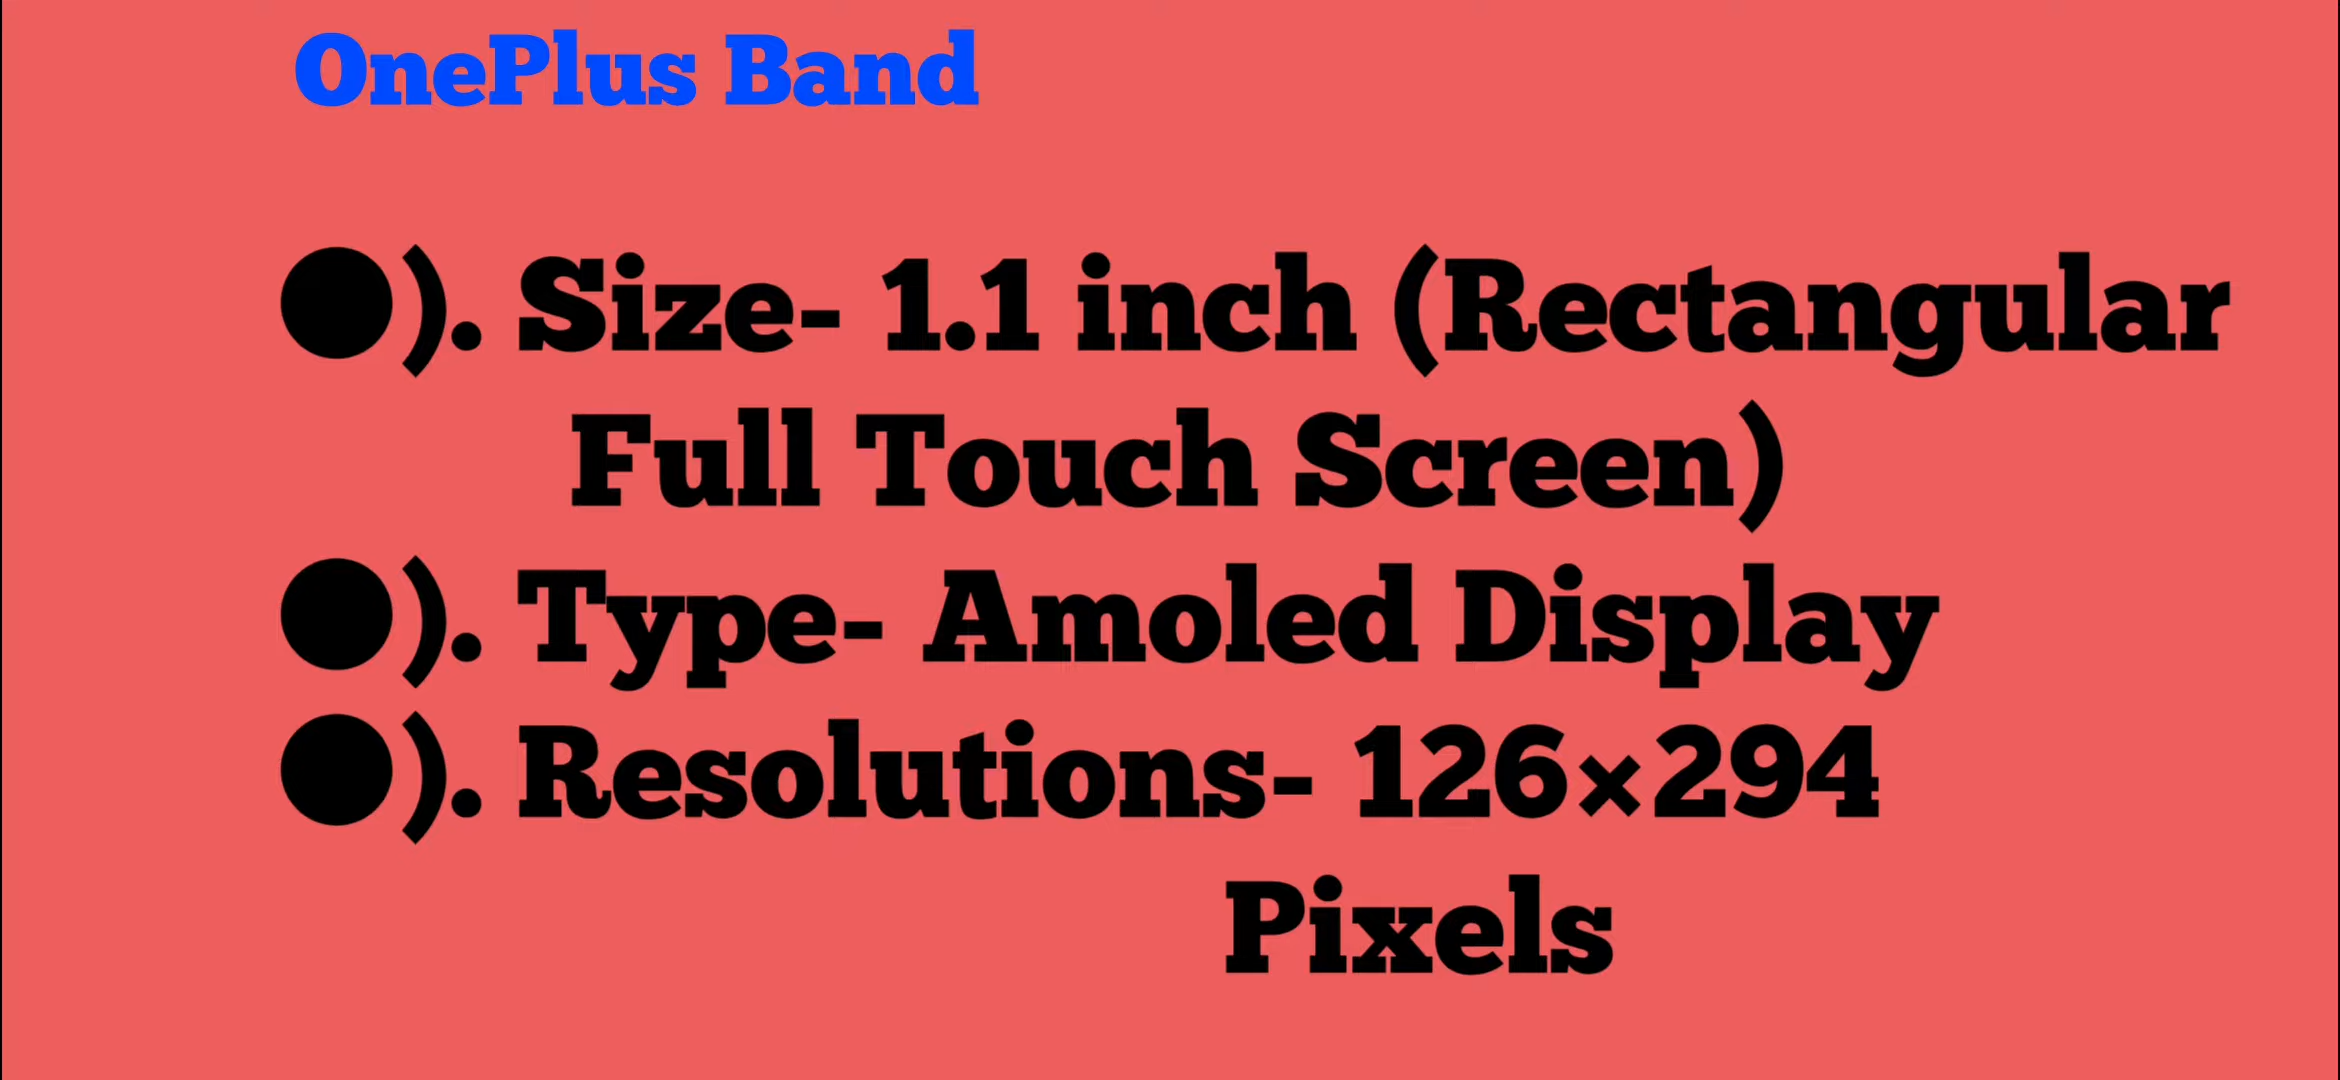 OnePlus Band
●). Size- 1.1 inch (Rectangular
Full Touch Screen)
●). Type- Amoled Display
●). Resolutions- 126×294
Pixels